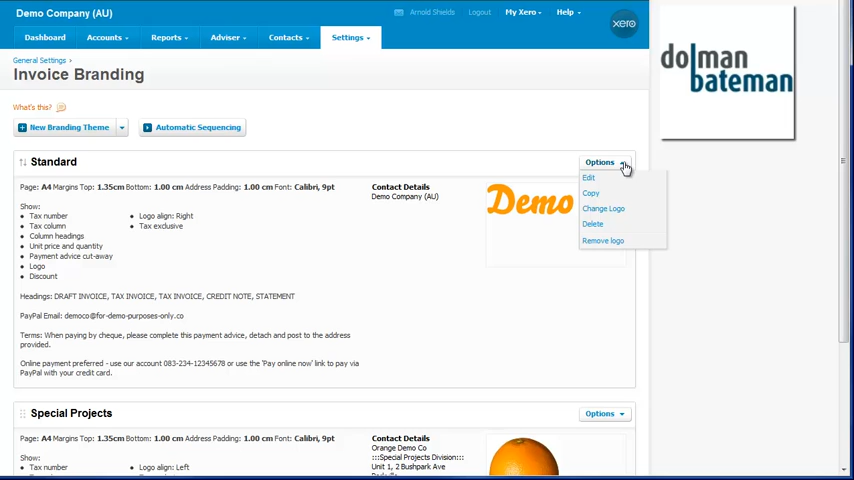 Demo Company (AU)
Arnold Shields Logout My Xero Help
xero
Dashboard Accounts Reports Adviser Contacts Settings
General Settings ›
Invoice Branding
What's this?
New Branding Theme
Automatic Sequencing
Standard
Options
Edit
Copy
Change Logo
Delete
Remove logo
Page: A4 Margins Top: 1.35cm Bottom: 1.00 cm Address Padding: 1.00 cm Font: Calibri, 9pt
Show:
Tax number
Tax column
Column headings
Unit price and quantity
Payment advice cut-away
Logo
Discount
Logo align: Right
Tax exclusive
Contact Details
Demo Company (AU)
Demo
Headings: DRAFT INVOICE, TAX INVOICE, TAX INVOICE, CREDIT NOTE, STATEMENT
PayPal Email: democo@for-demo-purposes-only.co
Terms: When paying by cheque, please complete this payment advice, detach and post to the address
provided.
Online payment preferred - use our account 083-234-12345678 or use the 'Pay online now' link to pay via
PayPal with your credit card.
Special Projects
Options
Page: A4 Margins Top: 1.35cm Bottom: 1.00 cm Address Padding: 1.00 cm Font: Calibri, 9pt
Show:
Tax number
Logo align: Left
Contact Details
Orange Demo Co
:::Special Projects Division:::
Unit 1, 2 Bushpark Ave
dolman
bateman